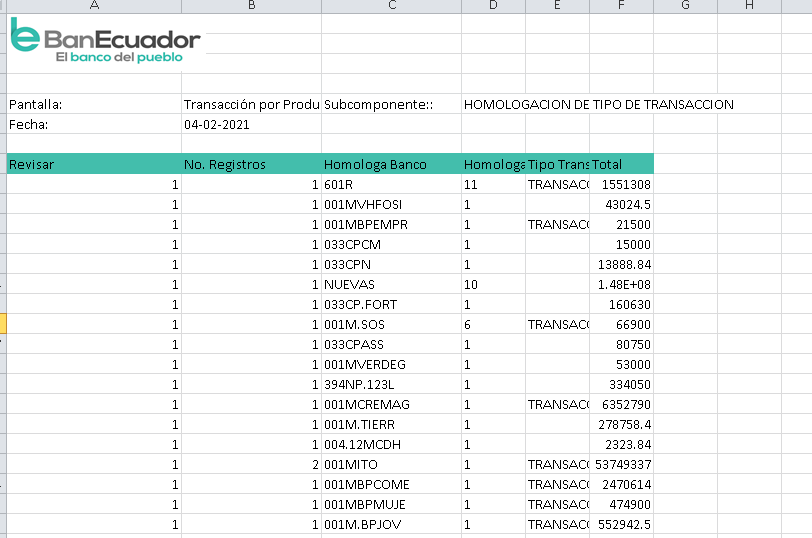 A B C D E F G H
BanEcuador
El banco del pueblo
Pantalla: Transacción por Produ Subcomponente:: HOMOLOGACION DE TIPO DE TRANSACCION
Fecha: 04-02-2021
Revisar No. Registros Homologa Banco Homologa Tipo Trans Total
1 1 601R 11 TRANSACC 1551308
1 1 001MVHFOSI 1 43024.5
1 1 001MBPEMPR 1 TRANSACC 21500
1 1 033CPCM 1 15000
1 1 033CPN 1 13888.84
1 1 NUEVAS 10 1.48E+08
1 1 033CP.FORT 1 160630
1 1 001M.SOS 6 TRANSACC 66900
1 1 033CPASS 1 80750
1 1 001MVERDEG 1 53000
1 1 394NP.123L 1 334050
1 1 001MCREMAG 1 TRANSACC 6352790
1 1 001M.TIERR 1 278758.4
1 1 004.12MCDH 1 2323.84
1 2 001MITO 1 TRANSACC 53749337
1 1 001MBPCOME 1 TRANSACC 2470614
1 1 001MBPMUJE 1 TRANSACC 474900
1 1 001M.BPJOV 1 TRANSACC 552942.5